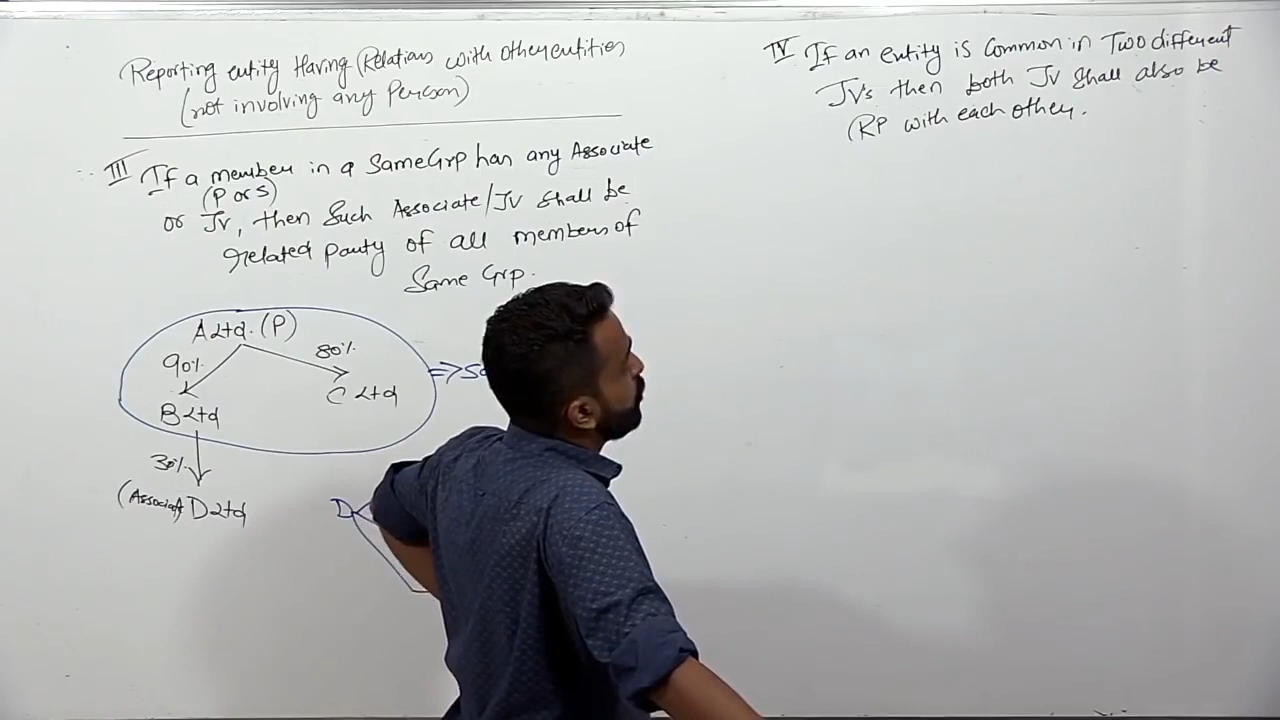 Reporting entity Having Relations with other entities
(not involving any Person)
III If a member in a same Grp has any Associate
(P or S)
or JV, then such Associate/JV shall be
related party of all members of
Same Grp.
A Ltd. (P)
90%
80%
B Ltd
C Ltd
30%
(Associat) D Ltd
D
IV If an entity is Common in Two different
JV's then both JV shall also be
RP with each other.